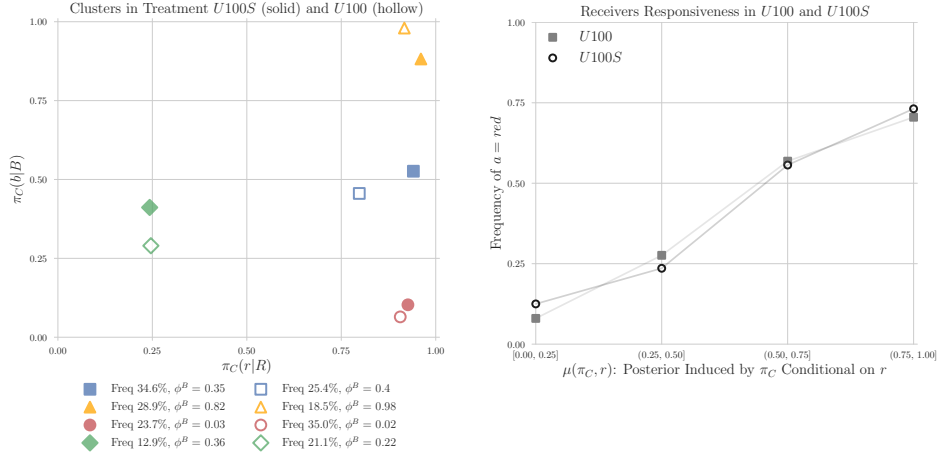 Clusters in Treatment U100S (solid) and U100 (hollow)
1.00
0.75
0.50
0.25
0.00
π_C(b|B)
0.00
0.25
0.50
0.75
1.00
π_C(r|R)
Freq 34.6%, ϕ^B = 0.35
Freq 25.4%, ϕ^B = 0.4
Freq 28.9%, ϕ^B = 0.82
Freq 18.5%, ϕ^B = 0.98
Freq 23.7%, ϕ^B = 0.03
Freq 35.0%, ϕ^B = 0.02
Freq 12.9%, ϕ^B = 0.36
Freq 21.1%, ϕ^B = 0.22
Receivers Responsiveness in U100 and U100S
U100
U100S
1.00
0.75
0.50
0.25
0.00
Frequency of a = red
[0.00, 0.25]
(0.25, 0.50]
(0.50, 0.75]
(0.75, 1.00]
μ(π_C, r): Posterior Induced by π_C Conditional on r